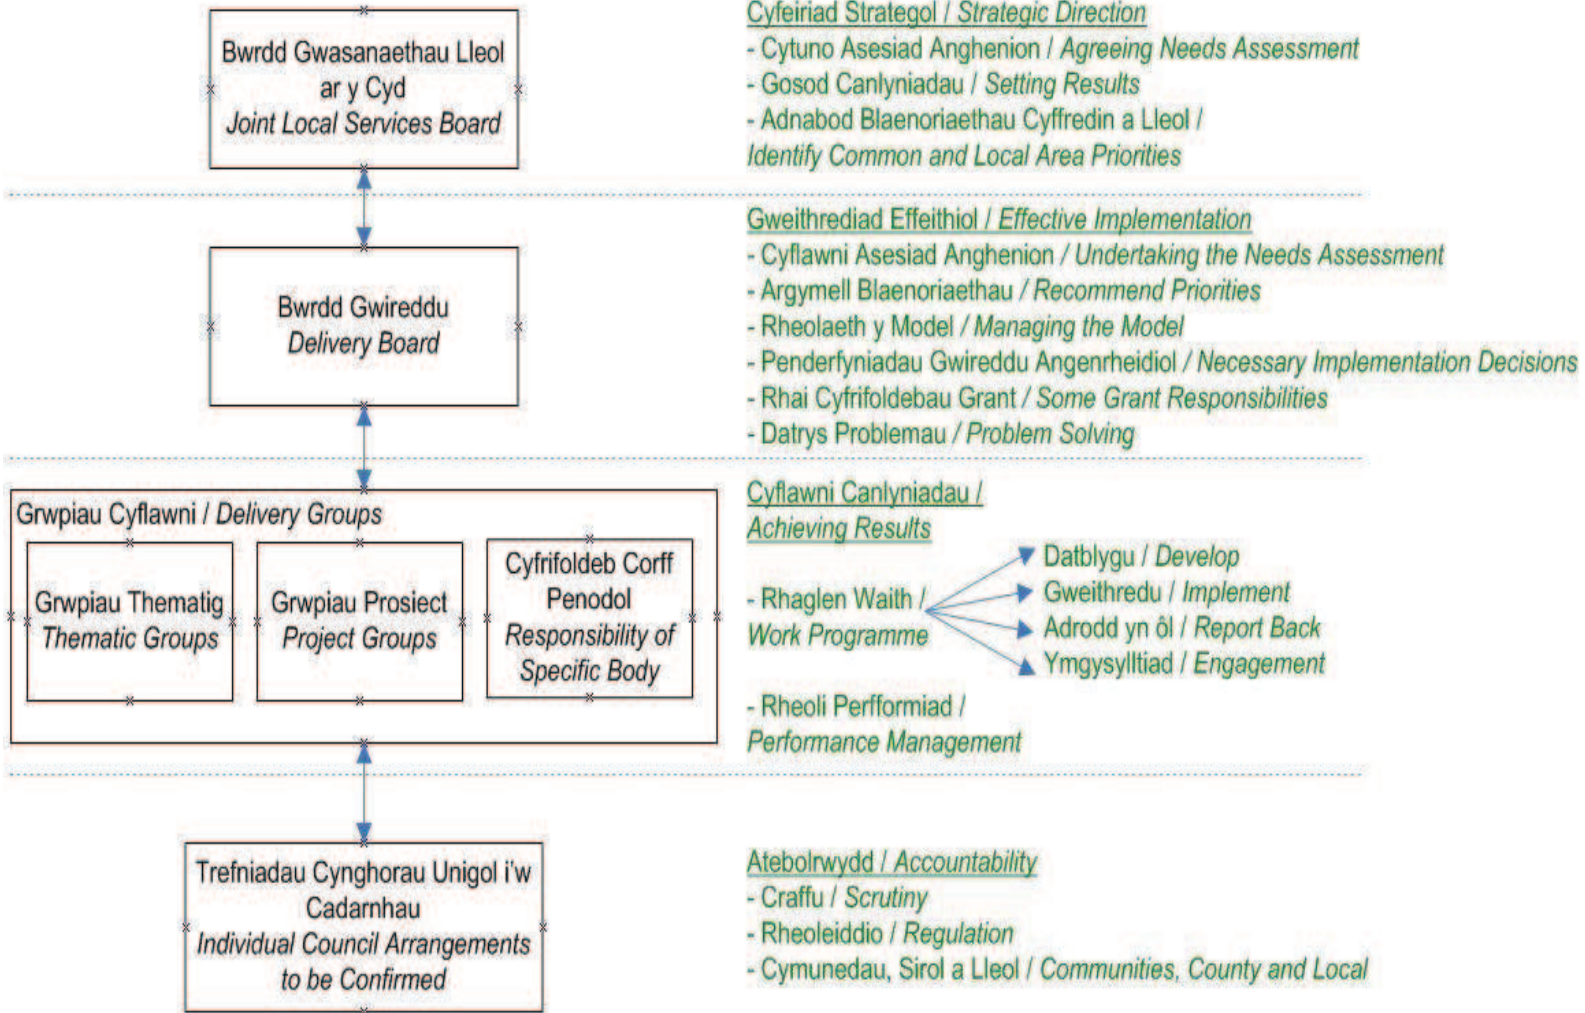 Bwrdd Gwasanaethau Lleol
ar y Cyd
Joint Local Services Board
Cyfeiriad Strategol / Strategic Direction
- Cytuno Asesiad Anghenion / Agreeing Needs Assessment
- Gosod Canlyniadau / Setting Results
- Adnabod Blaenoriaethau Cyffredin a Lleol /
Identify Common and Local Area Priorities
Bwrdd Gwireddu
Delivery Board
Gweithrediad Effeithiol / Effective Implementation
- Cyflawni Asesiad Anghenion / Undertaking the Needs Assessment
- Argymell Blaenoriaethau / Recommend Priorities
- Rheolaeth y Model / Managing the Model
- Penderfyniadau Gwireddu Angenrheidiol / Necessary Implementation Decisions
- Rhai Cyfrifoldebau Grant / Some Grant Responsibilities
- Datrys Problemau / Problem Solving
Grwpiau Cyflawni / Delivery Groups
Grwpiau Thematig
Thematic Groups
Grwpiau Prosiect
Project Groups
Cyfrifoldeb Corff
Penodol
Responsibility of
Specific Body
Cyflawni Canlyniadau /
Achieving Results
- Rhaglen Waith /
Work Programme
Datblygu / Develop
Gweithredu / Implement
Adrodd yn ôl / Report Back
Ymgysylltiad / Engagement
- Rheoli Perfformiad /
Performance Management
Trefniadau Cynghorau Unigol i'w
Cadarnhau
Individual Council Arrangements
to be Confirmed
Atebolrwydd / Accountability
- Craffu / Scrutiny
- Rheoleiddio / Regulation
- Cymunedau, Sirol a Lleol / Communities, County and Local